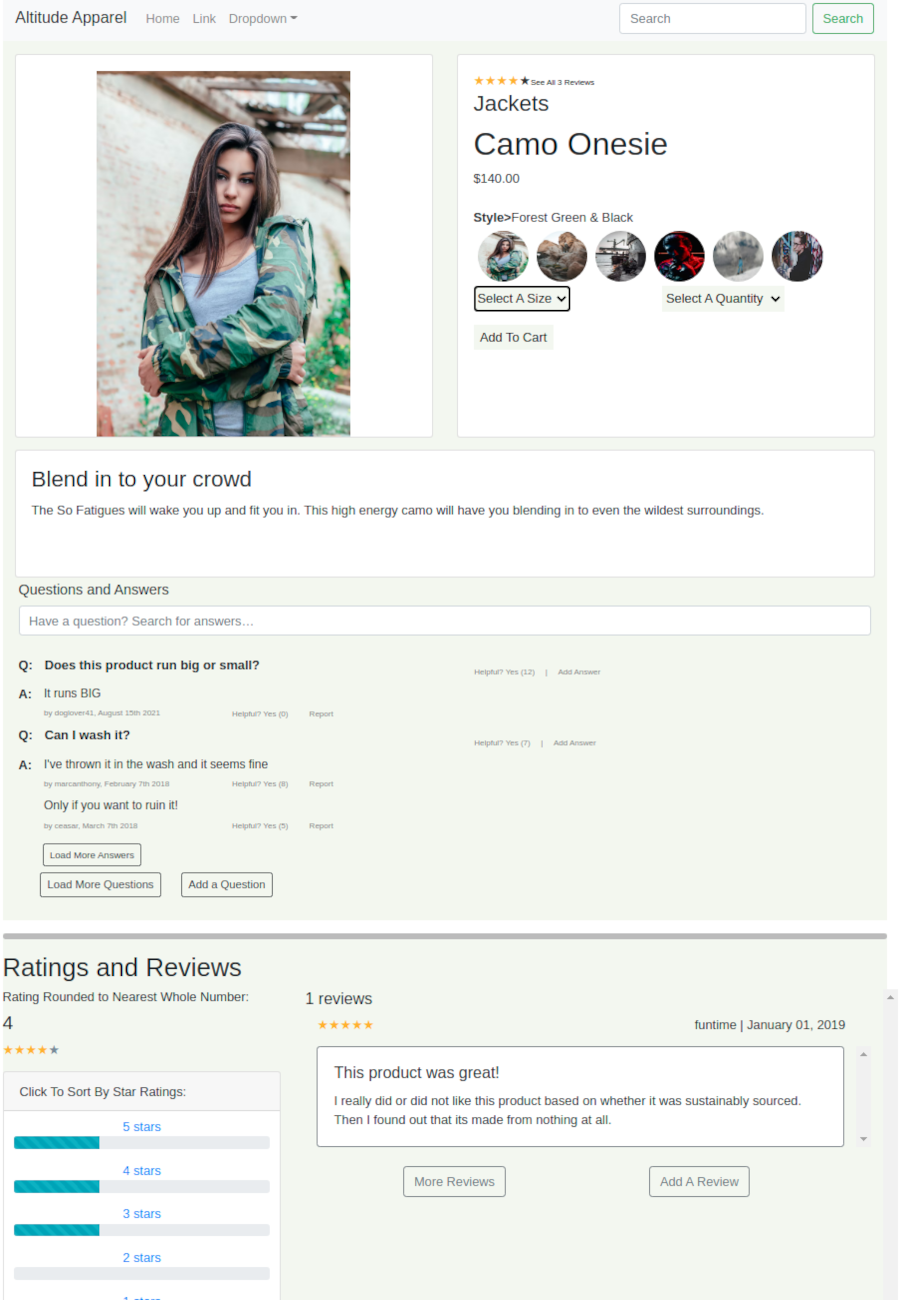 Altitude Apparel Home Link Dropdown Search Search
★★★★★See All 3 Reviews
Jackets
Camo Onesie
$140.00
Style>Forest Green & Black
Select A Size Select A Quantity
Add To Cart
Blend in to your crowd
The So Fatigues will wake you up and fit you in. This high energy camo will have you blending in to even the wildest surroundings.
Questions and Answers
Have a question? Search for answers…
Q: Does this product run big or small? Helpful? Yes (12) | Add Answer
A: It runs BIG
by doglover41, August 15th 2021 Helpful? Yes (0) Report
Q: Can I wash it? Helpful? Yes (7) | Add Answer
A: I've thrown it in the wash and it seems fine
by marcanthony, February 7th 2018 Helpful? Yes (8) Report
Only if you want to ruin it!
by ceasar, March 7th 2018 Helpful? Yes (5) Report
Load More Answers
Load More Questions Add a Question
Ratings and Reviews
Rating Rounded to Nearest Whole Number:
4
★★★★★
Click To Sort By Star Ratings:
5 stars
4 stars
3 stars
2 stars
1 stars
1 reviews
★★★★★ funtime | January 01, 2019
This product was great!
I really did or did not like this product based on whether it was sustainably sourced.
Then I found out that its made from nothing at all.
More Reviews Add A Review